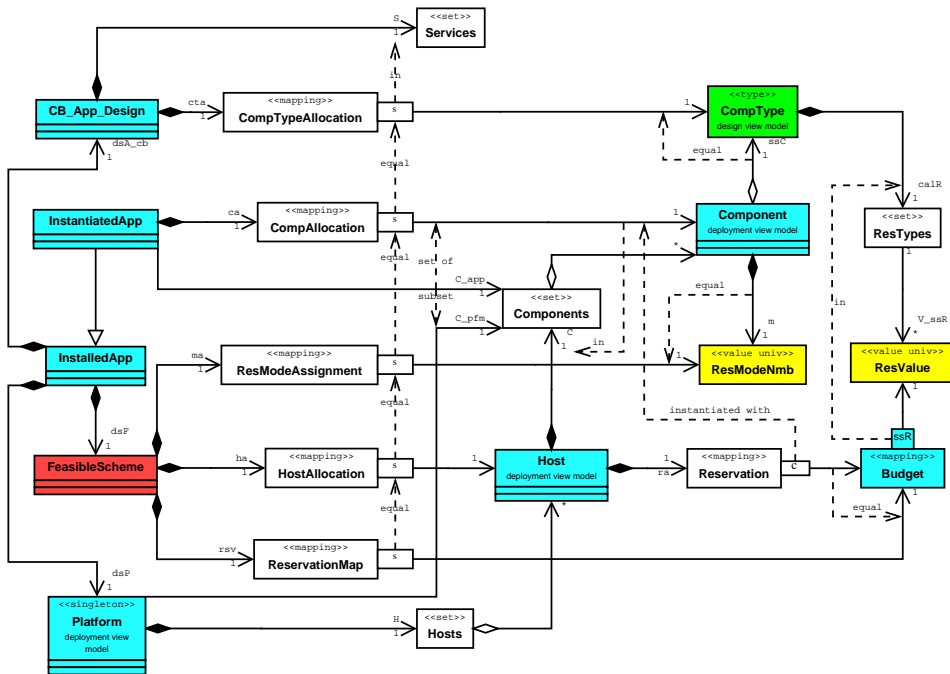 S
1
<<set>>
Services
in
CB_App_Design
cta
1
<<mapping>>
CompTypeAllocation
s
1
<<type>>
CompType
design view model
dsA_cb
1
equal
equal
ssC
1
calR
1
InstantiatedApp
ca
1
<<mapping>>
CompAllocation
s
1
Component
deployment view model
<<set>>
ResTypes
1
equal
set of
subset
*
C_app
1
<<set>>
Components
C
C_pfm
1
1
in
equal
m
1
in
V_ssR
*
InstalledApp
ma
1
<<mapping>>
ResModeAssignment
s
1
<<value univ>>
ResModeNmb
<<value univ>>
ResValue
1
equal
instantiated with
ssR
dsF
1
FeasibleScheme
ha
1
<<mapping>>
HostAllocation
s
1
Host
deployment view model
1
ra
<<mapping>>
Reservation
c
<<mapping>>
Budget
1
equal
*
equal
rsv
1
<<mapping>>
ReservationMap
s
dsP
1
<<singleton>>
Platform
deployment view
model
H
1
<<set>>
Hosts